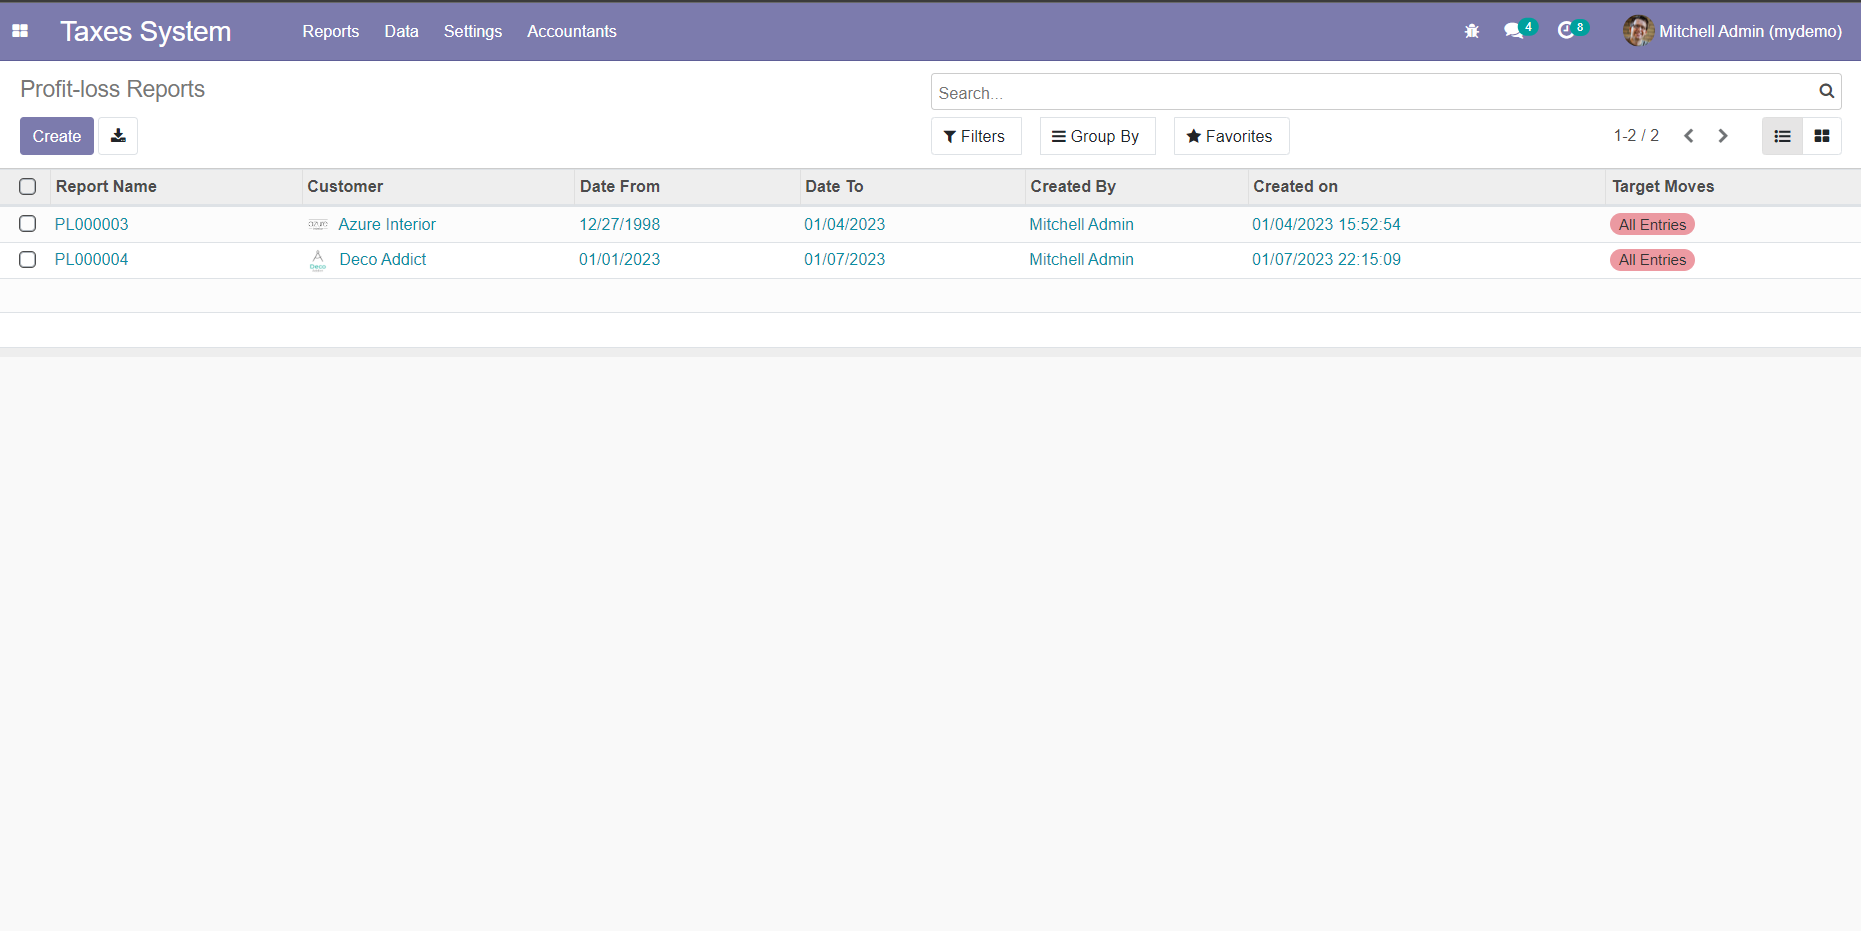 Taxes System Reports Data Settings Accountants 4 8 Mitchell Admin (mydemo)
Profit-loss Reports
Search...
Create Filters Group By Favorites 1-2 / 2
Report Name Customer Date From Date To Created By Created on Target Moves
PL000003 azure Azure Interior 12/27/1998 01/04/2023 Mitchell Admin 01/04/2023 15:52:54 All Entries
PL000004 Deco Deco Addict 01/01/2023 01/07/2023 Mitchell Admin 01/07/2023 22:15:09 All Entries